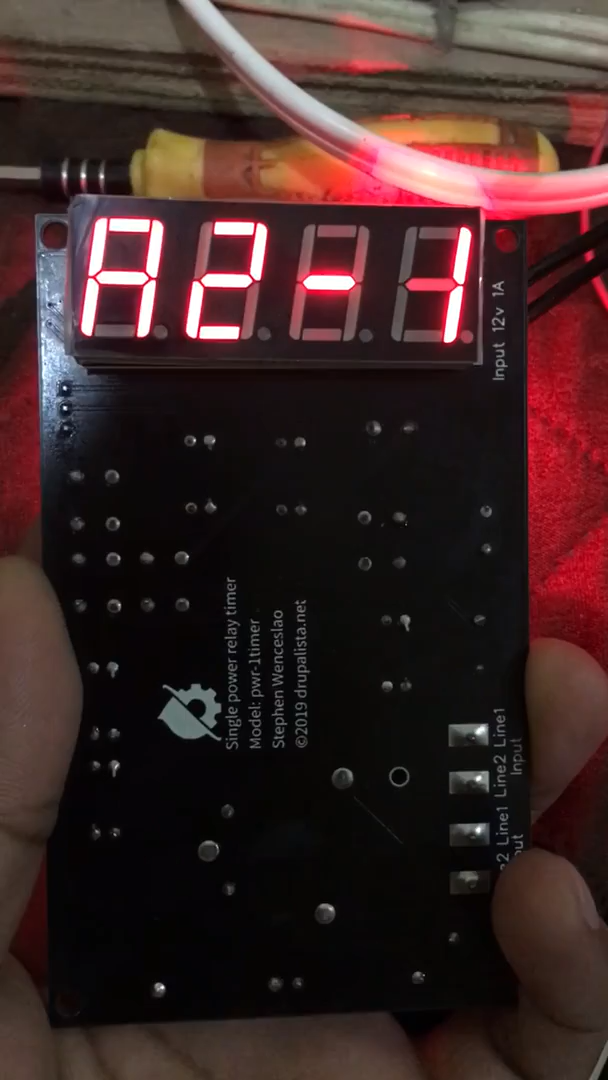 A2-1
Input 12v 1A
Single power relay timer
Model: pwr-1timer
Stephen Wenceslao
©2019 drupalista.net
Line2 Line1
Input
Line1